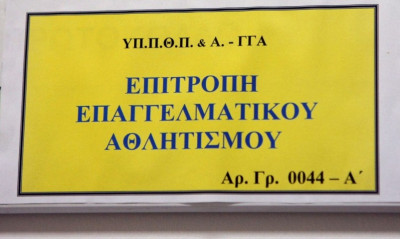 ΥΠ.Π.Θ.Π. & Α. - ΓΓΑ
ΕΠΙΤΡΟΠΗ
ΕΠΑΓΓΕΛΜΑΤΙΚΟΥ
ΑΘΛΗΤΙΣΜΟΥ
Αρ. Γρ. 0044 – Α΄